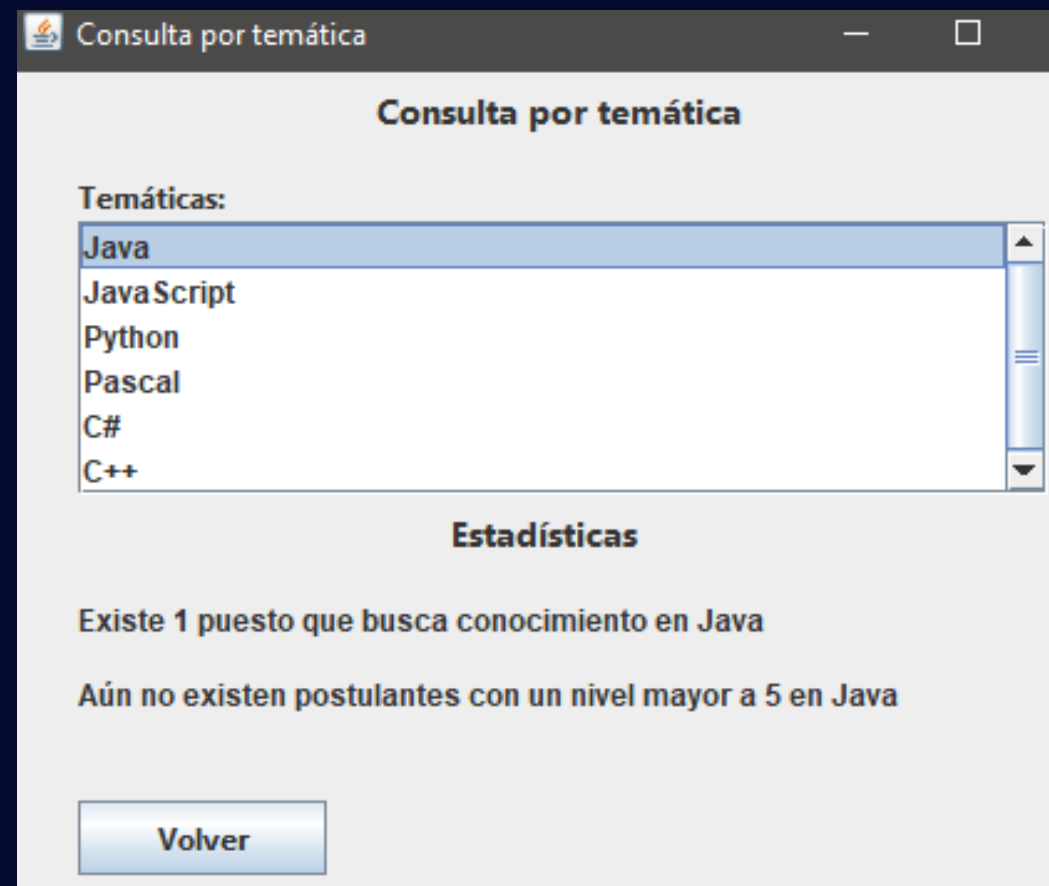 Consulta por temática
Consulta por temática
Temáticas:
Java
JavaScript
Python
Pascal
C#
C++
Estadísticas
Existe 1 puesto que busca conocimiento en Java
Aún no existen postulantes con un nivel mayor a 5 en Java
Volver